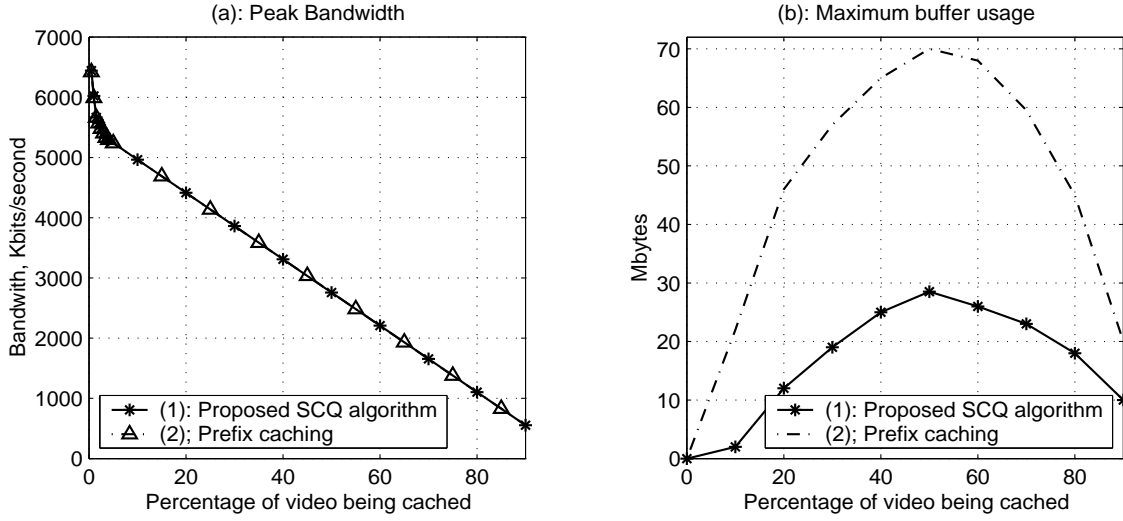 (a): Peak Bandwidth
7000
6000
5000
4000
3000
2000
1000
0
Bandwith, Kbits/second
(1): Proposed SCQ algorithm
(2); Prefix caching
0 20 40 60 80
Percentage of video being cached
(b): Maximum buffer usage
70
60
50
40
30
20
10
0
Mbytes
(1): Proposed SCQ algorithm
(2); Prefix caching
0 20 40 60 80
Percentage of video being cached